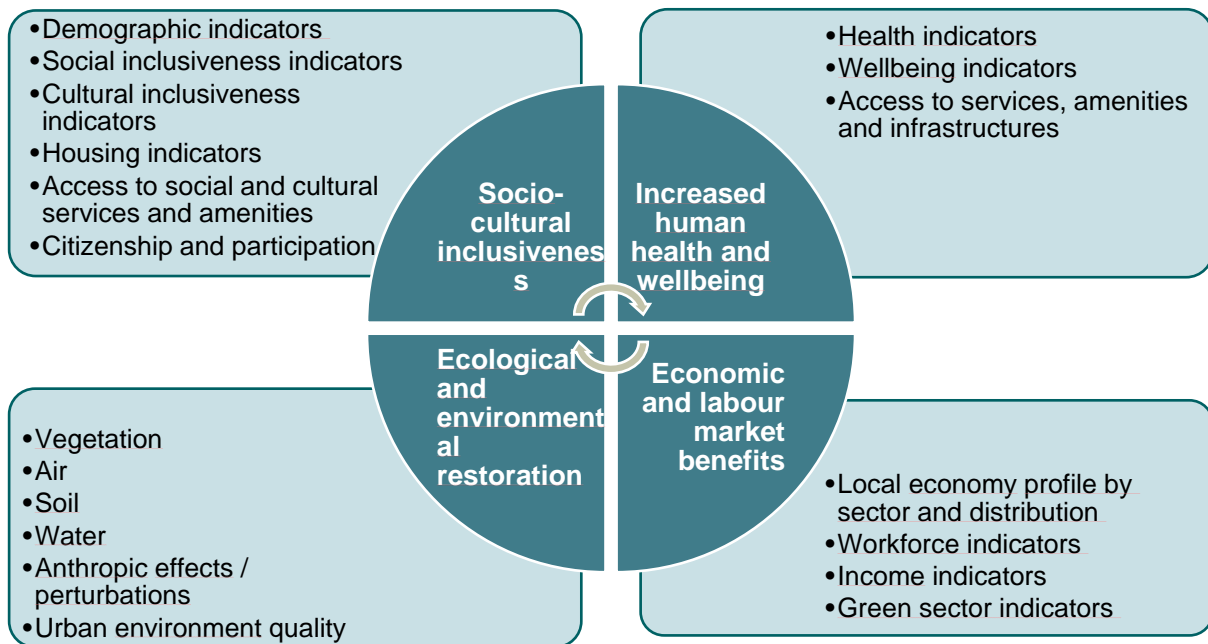 •Demographic indicators
•Social inclusiveness indicators
•Cultural inclusiveness
indicators
•Housing indicators
•Access to social and cultural
services and amenities
•Citizenship and participation
•Health indicators
•Wellbeing indicators
•Access to services, amenities
and infrastructures
Socio-
cultural
inclusivenes
s
Increased
human
health and
wellbeing
Ecological
and
environment
al
restoration
Economic
and labour
market
benefits
•Vegetation
•Air
•Soil
•Water
•Anthropic effects /
perturbations
•Urban environment quality
•Local economy profile by
sector and distribution
•Workforce indicators
•Income indicators
•Green sector indicators